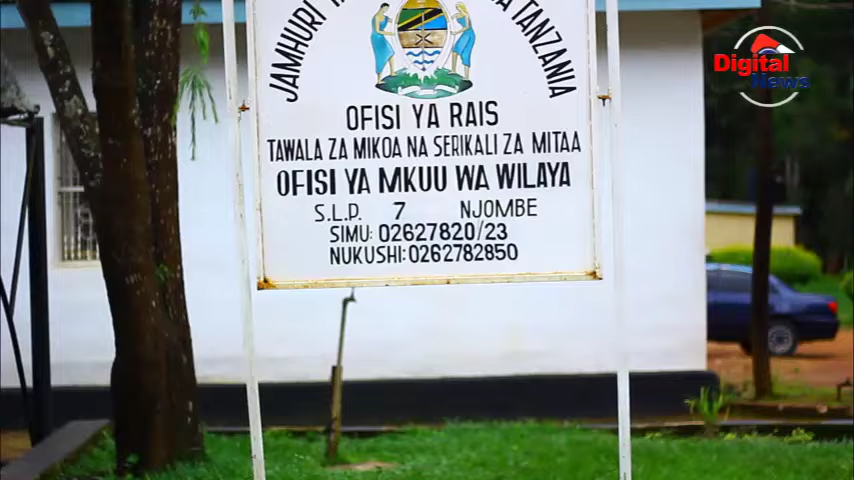 JAMHURI
TANZANIA
OFISI YA RAIS
TAWALA ZA MIKOA NA SERIKALI ZA MITAA
OFISI YA MKUU WA WILAYA
S.L.P. 7 NJOMBE
SIMU: 02627820/23
NUKUSHI: 0262782850
Digital
News